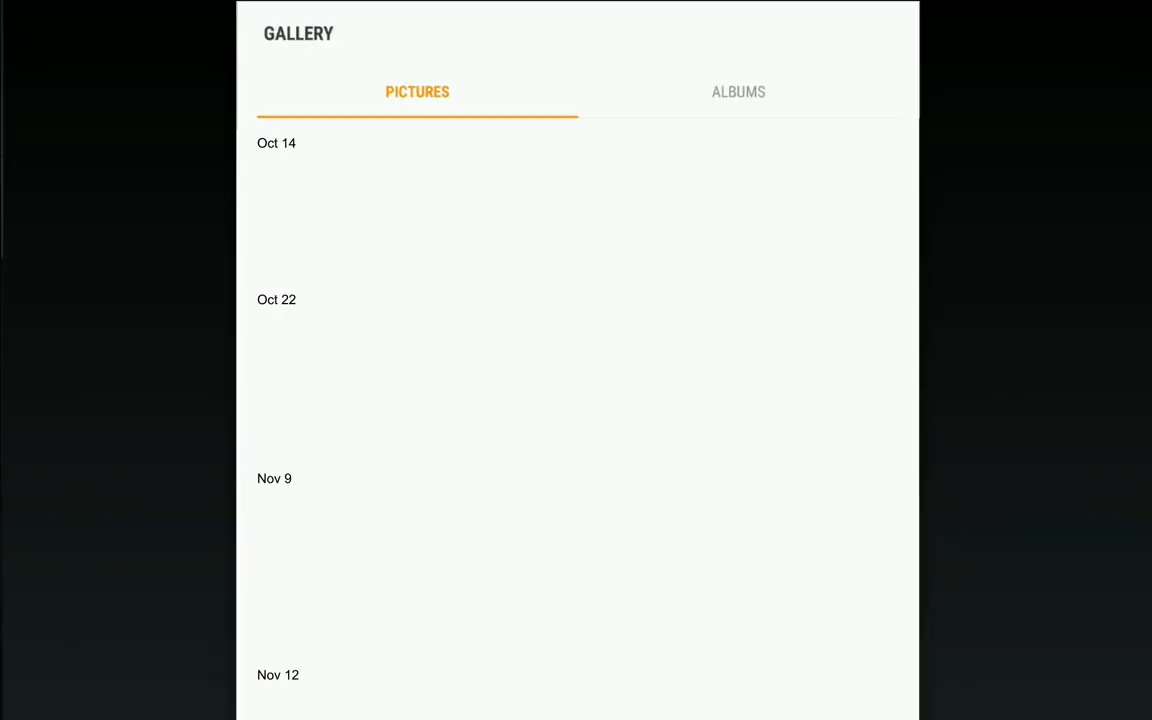 GALLERY
PICTURES ALBUMS
Oct 14
Oct 22
Nov 9
Nov 12